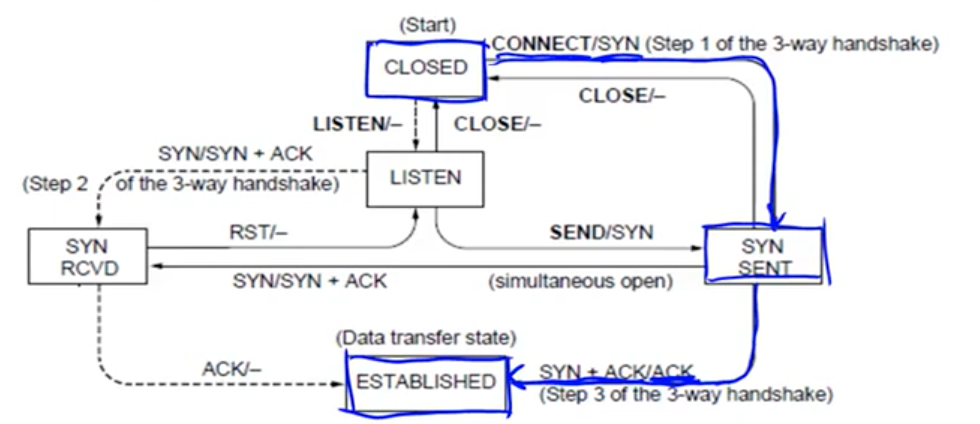 (Start)
CONNECT/SYN (Step 1 of the 3-way handshake)
CLOSED
CLOSE/–
LISTEN/–
CLOSE/–
SYN/SYN + ACK
LISTEN
(Step 2 of the 3-way handshake)
RST/–
SEND/SYN
SYN
RCVD
SYN
SENT
SYN/SYN + ACK
(simultaneous open)
(Data transfer state)
ACK/–
ESTABLISHED
SYN + ACK/ACK
(Step 3 of the 3-way handshake)